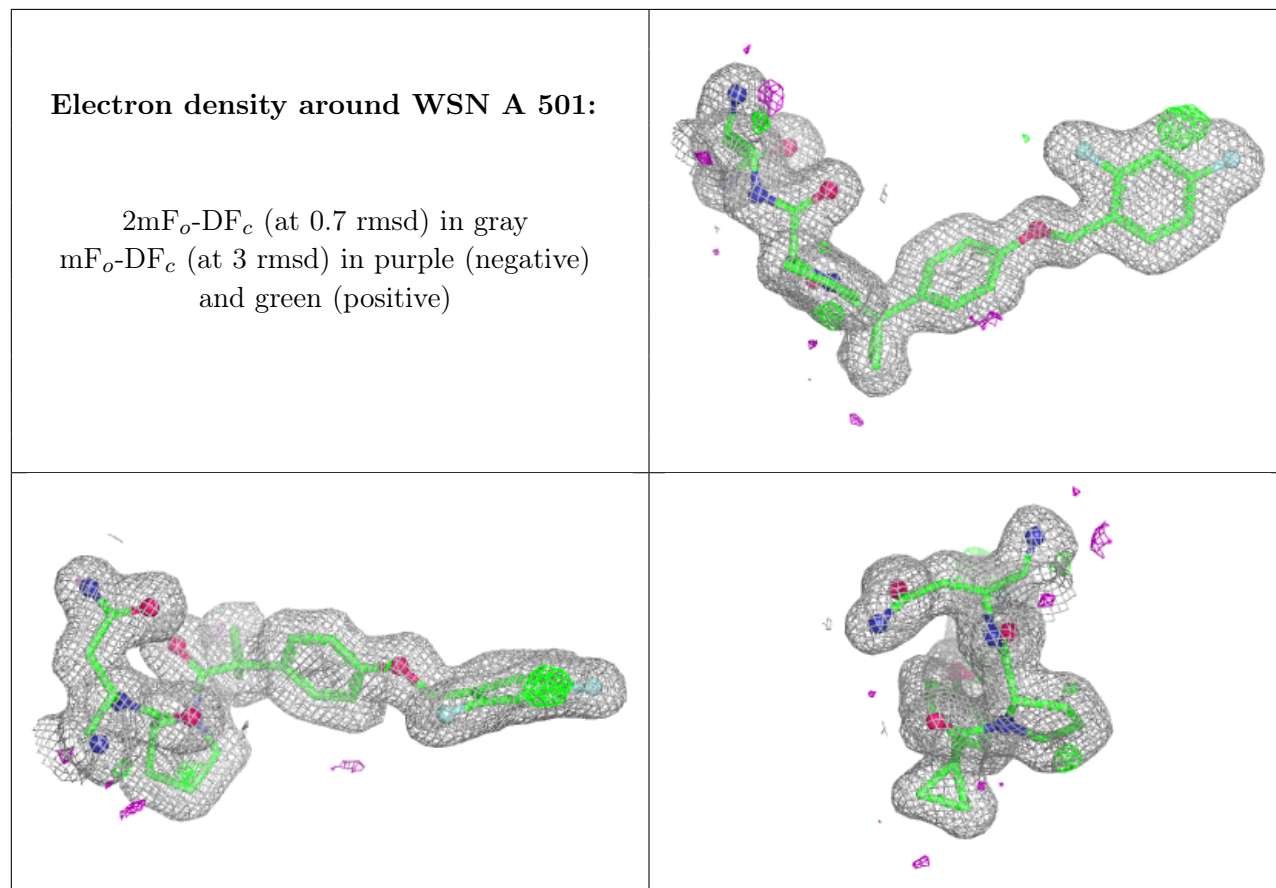 Electron density around WSN A 501:
2mFo-DFc (at 0.7 rmsd) in gray
mFo-DFc (at 3 rmsd) in purple (negative)
and green (positive)